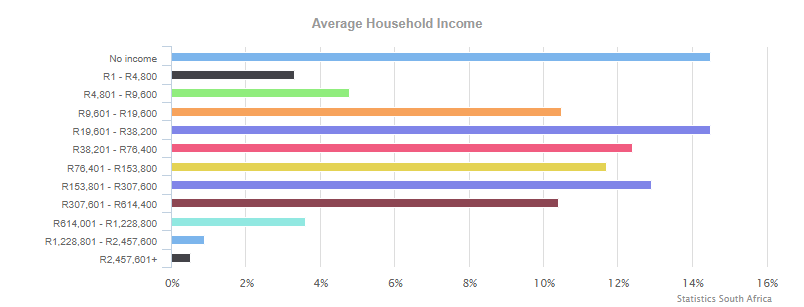 Average Household Income
No income
R1 - R4,800
R4,801 - R9,600
R9,601 - R19,600
R19,601 - R38,200
R38,201 - R76,400
R76,401 - R153,800
R153,801 - R307,600
R307,601 - R614,400
R614,001 - R1,228,800
R1,228,801 - R2,457,600
R2,457,601+
0% 2% 4% 6% 8% 10% 12% 14% 16%
Statistics South Africa